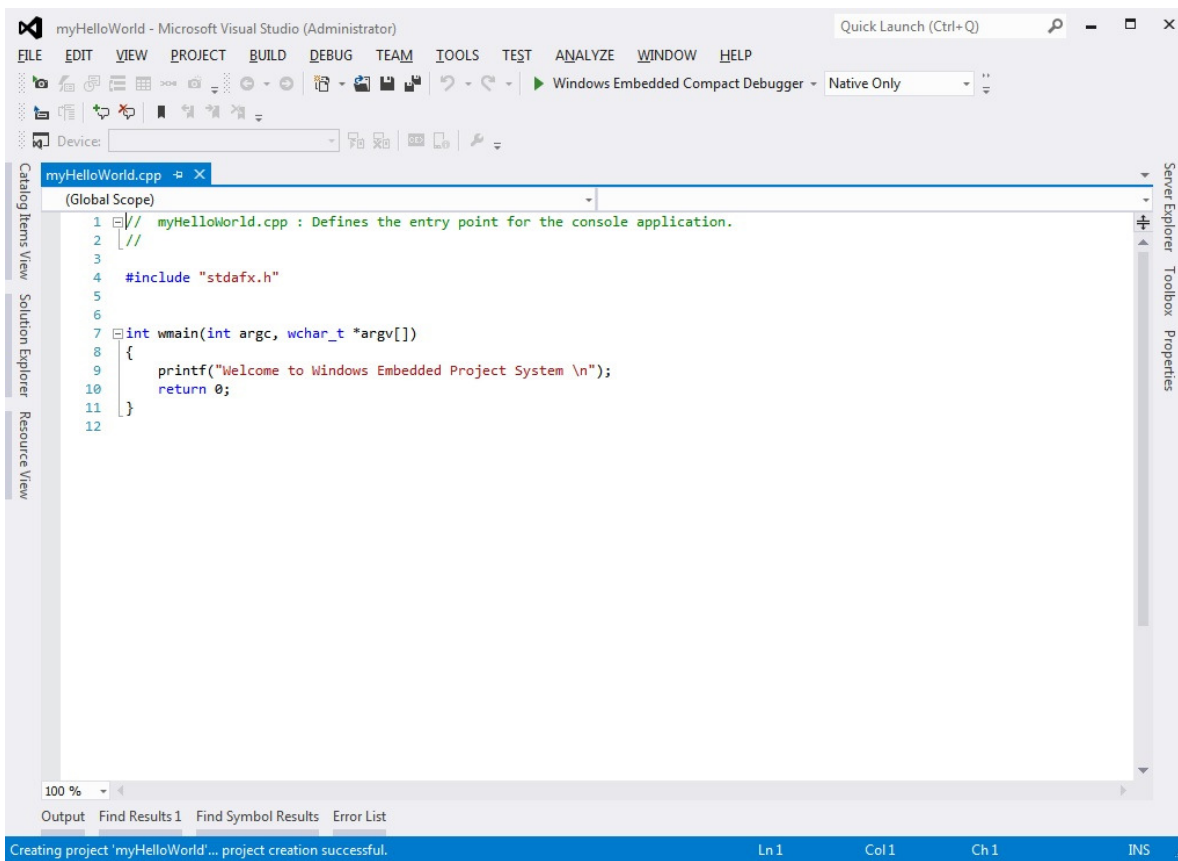 myHelloWorld - Microsoft Visual Studio (Administrator) Quick Launch (Ctrl+Q)
FILE EDIT VIEW PROJECT BUILD DEBUG TEAM TOOLS TEST ANALYZE WINDOW HELP
Windows Embedded Compact Debugger Native Only
Device:
Catalog Items View
Solution Explorer
Resource View
myHelloWorld.cpp
(Global Scope)
1 // myHelloWorld.cpp : Defines the entry point for the console application.
2 //
3
4 #include "stdafx.h"
5
6
7 int wmain(int argc, wchar_t *argv[])
8 {
9 printf("Welcome to Windows Embedded Project System \n");
10 return 0;
11 }
12
Server Explorer
Toolbox
Properties
100 %
Output Find Results 1 Find Symbol Results Error List
Creating project 'myHelloWorld'... project creation successful. Ln 1 Col 1 Ch 1 INS